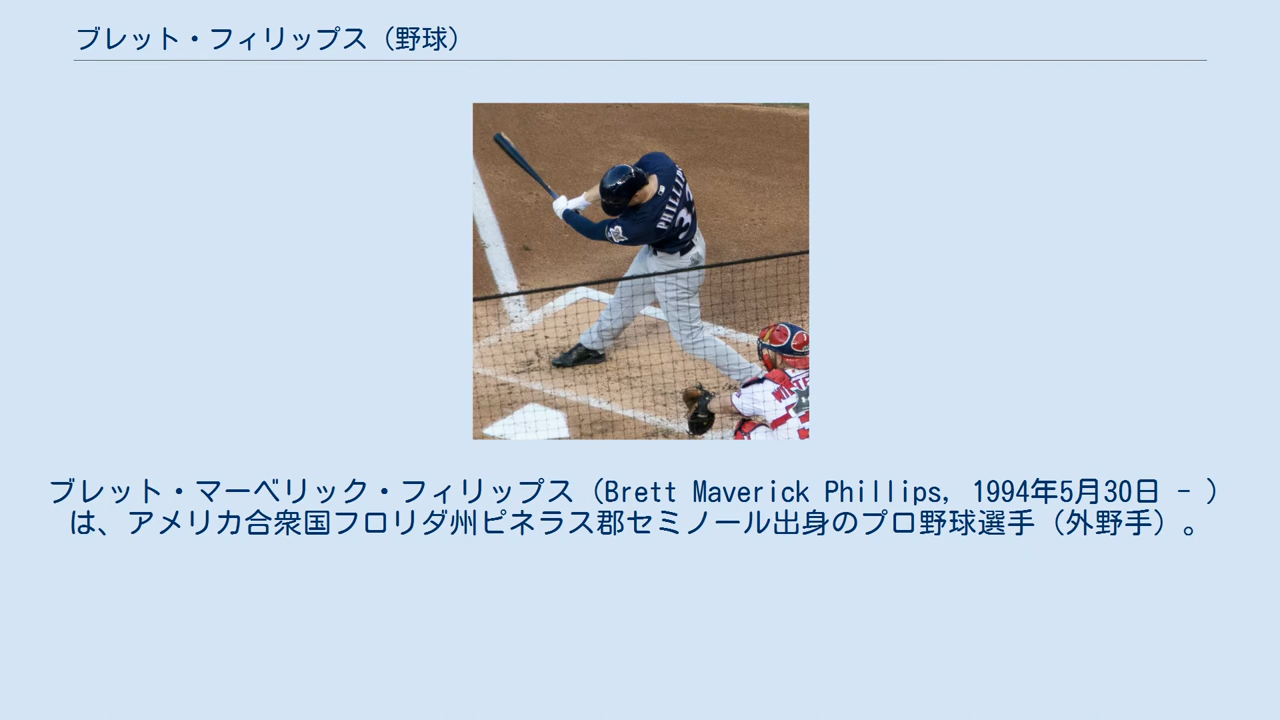 ブレット・フィリップス（野球）
PHILLIPS
33
ブレット・マーベリック・フィリップス（Brett Maverick Phillips, 1994年5月30日 - ）
は、アメリカ合衆国フロリダ州ピネラス郡セミノール出身のプロ野球選手（外野手）。